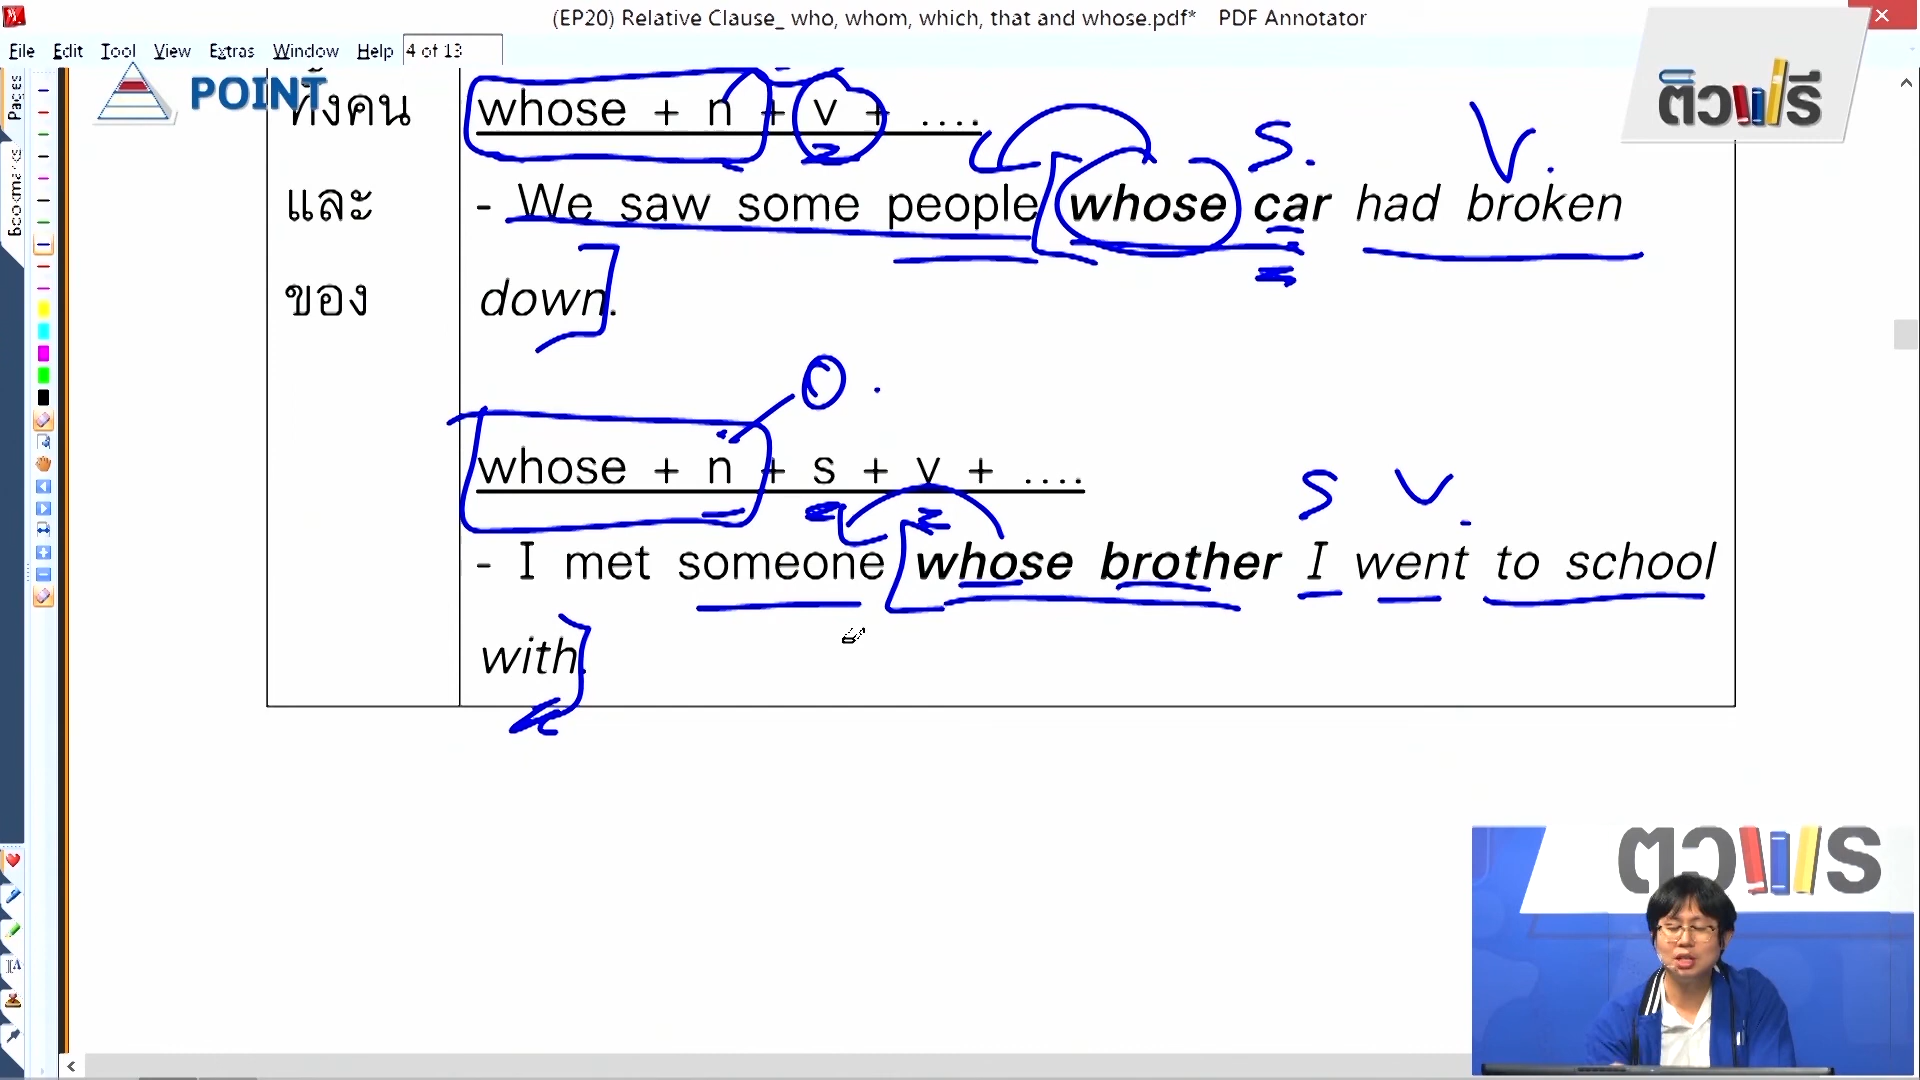 (EP20) Relative Clause_ who, whom, which, that and whose.pdf* PDF Annotator
File Edit Tool View Extras Window Help 4 of 13
POINT
ติวฟรี
Pages
Bookmarks
ทั้งคน
และ
ของ
whose + n + v + ....
S. V.
- We saw some people whose car had broken
down.
O.
whose + n + s + v + ....
S V.
- I met someone whose brother I went to school
with.
ติวฟรี